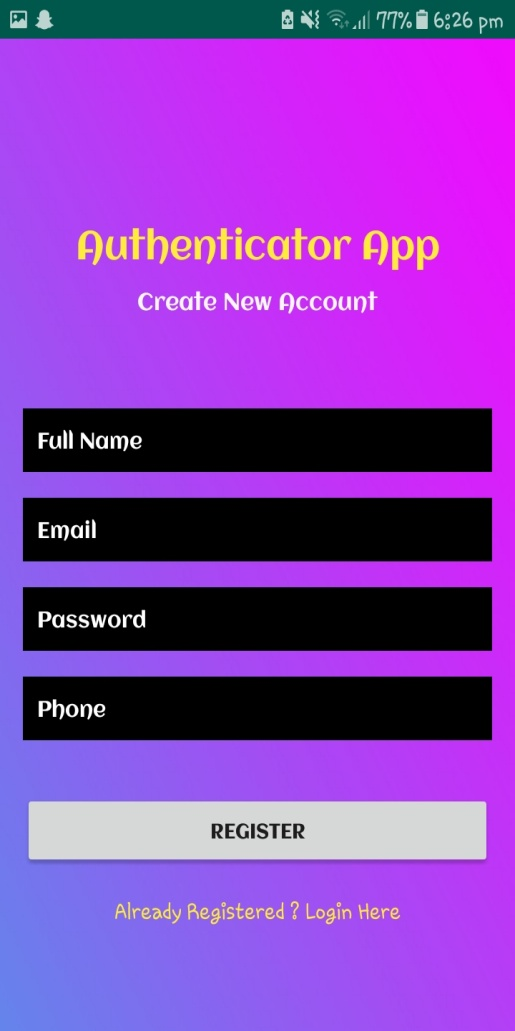 77% 6:26 pm
Authenticator App
Create New Account
Full Name
Email
Password
Phone
REGISTER
Already Registered ? Login Here